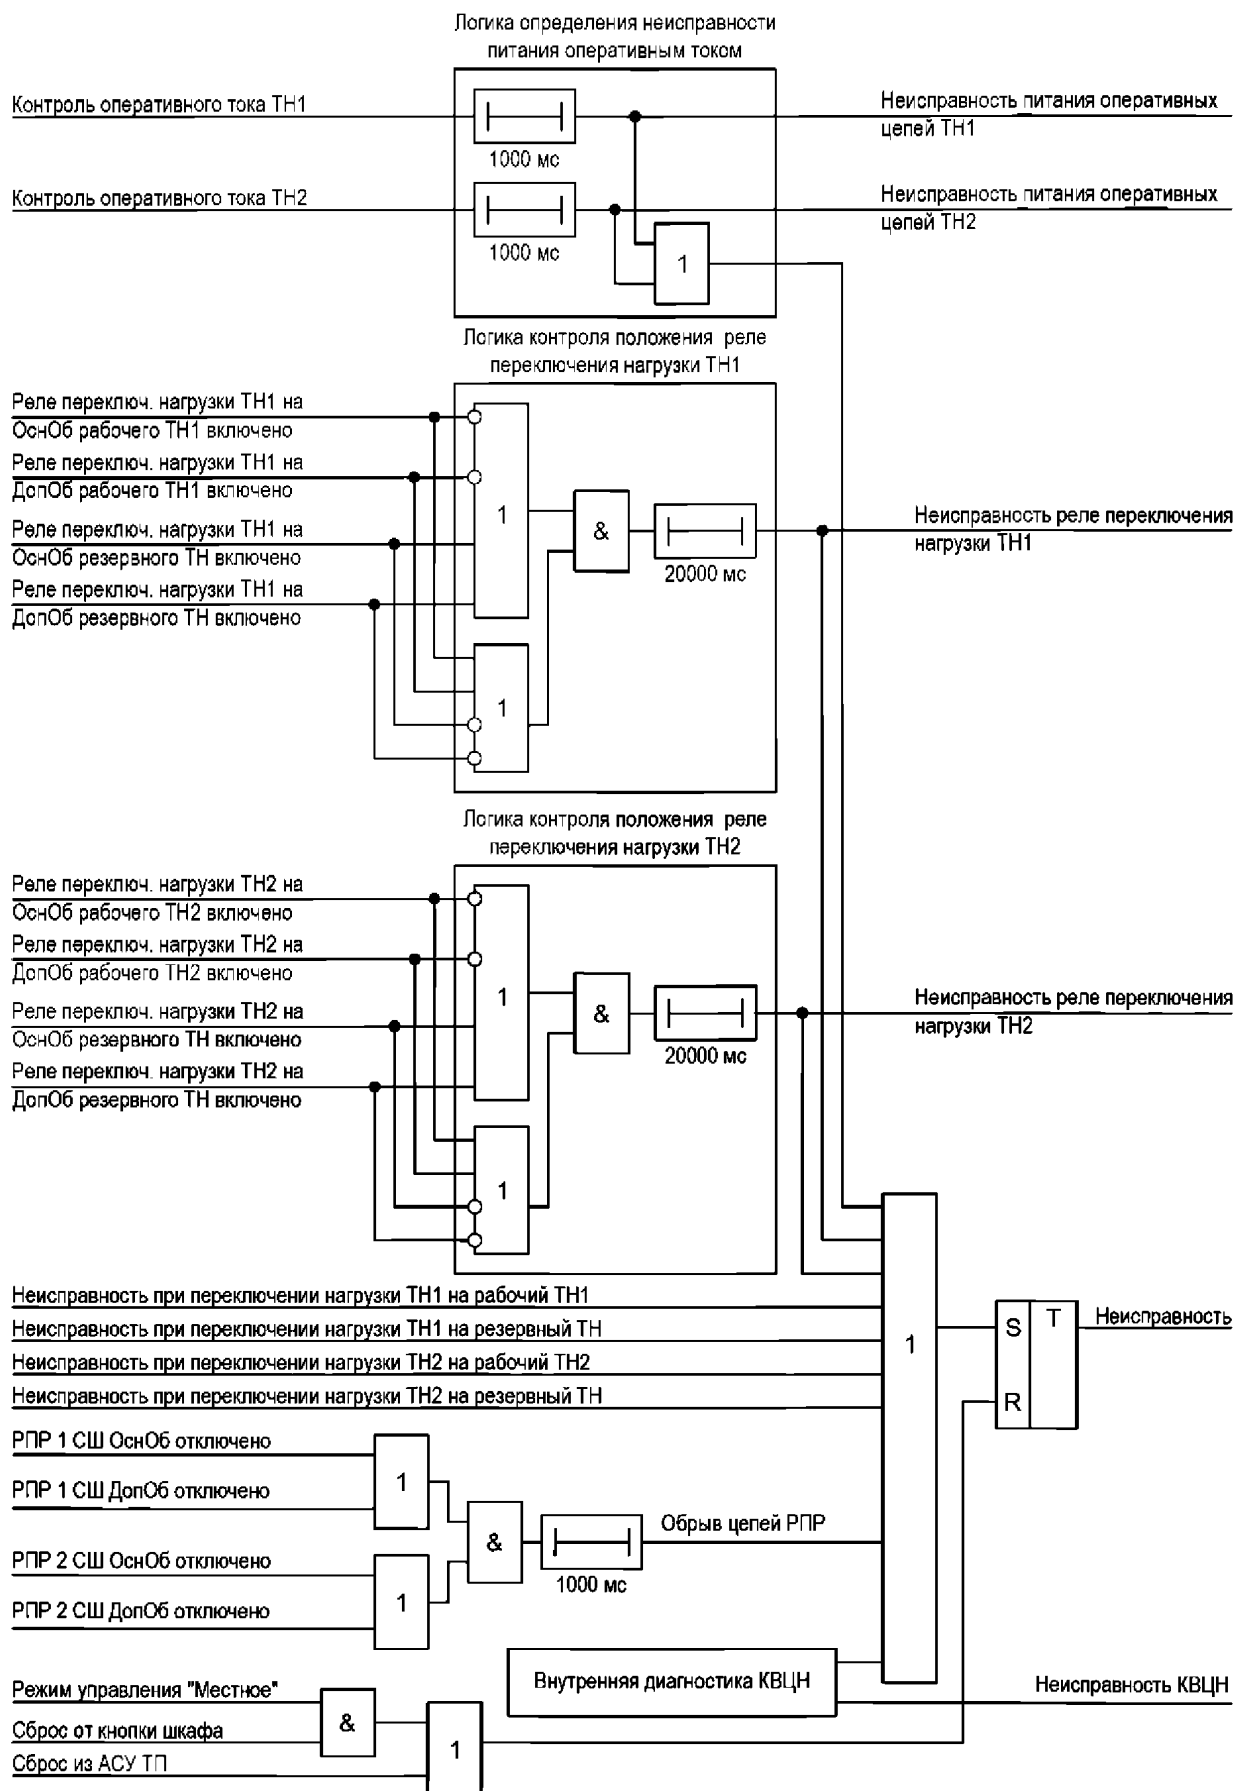 Логика определения неисправности
питания оперативным током
Контроль оперативного тока ТН1
1000 мс
Неисправность питания оперативных
цепей ТН1
Контроль оперативного тока ТН2
1000 мс
Неисправность питания оперативных
цепей ТН2
1
Логика контроля положения реле
переключения нагрузки ТН1
Реле переключ. нагрузки ТН1 на
ОснОб рабочего ТН1 включено
Реле переключ. нагрузки ТН1 на
ДопОб рабочего ТН1 включено
Реле переключ. нагрузки ТН1 на
ОснОб резервного ТН включено
Реле переключ. нагрузки ТН1 на
ДопОб резервного ТН включено
1
&
20000 мс
1
Неисправность реле переключения
нагрузки ТН1
Логика контроля положения реле
переключения нагрузки ТН2
Реле переключ. нагрузки ТН2 на
ОснОб рабочего ТН2 включено
Реле переключ. нагрузки ТН2 на
ДопОб рабочего ТН2 включено
Реле переключ. нагрузки ТН2 на
ОснОб резервного ТН включено
Реле переключ. нагрузки ТН2 на
ДопОб резервного ТН включено
1
&
20000 мс
1
Неисправность реле переключения
нагрузки ТН2
Неисправность при переключении нагрузки ТН1 на рабочий ТН1
Неисправность при переключении нагрузки ТН1 на резервный ТН
Неисправность при переключении нагрузки ТН2 на рабочий ТН2
Неисправность при переключении нагрузки ТН2 на резервный ТН
1
S
T
R
Неисправность
РПР 1 СШ ОснОб отключено
РПР 1 СШ ДопОб отключено
1
РПР 2 СШ ОснОб отключено
РПР 2 СШ ДопОб отключено
1
&
1000 мс
Обрыв цепей РПР
Внутренняя диагностика КВЦН
Неисправность КВЦН
Режим управления "Местное"
Сброс от кнопки шкафа
&
Сброс из АСУ ТП
1